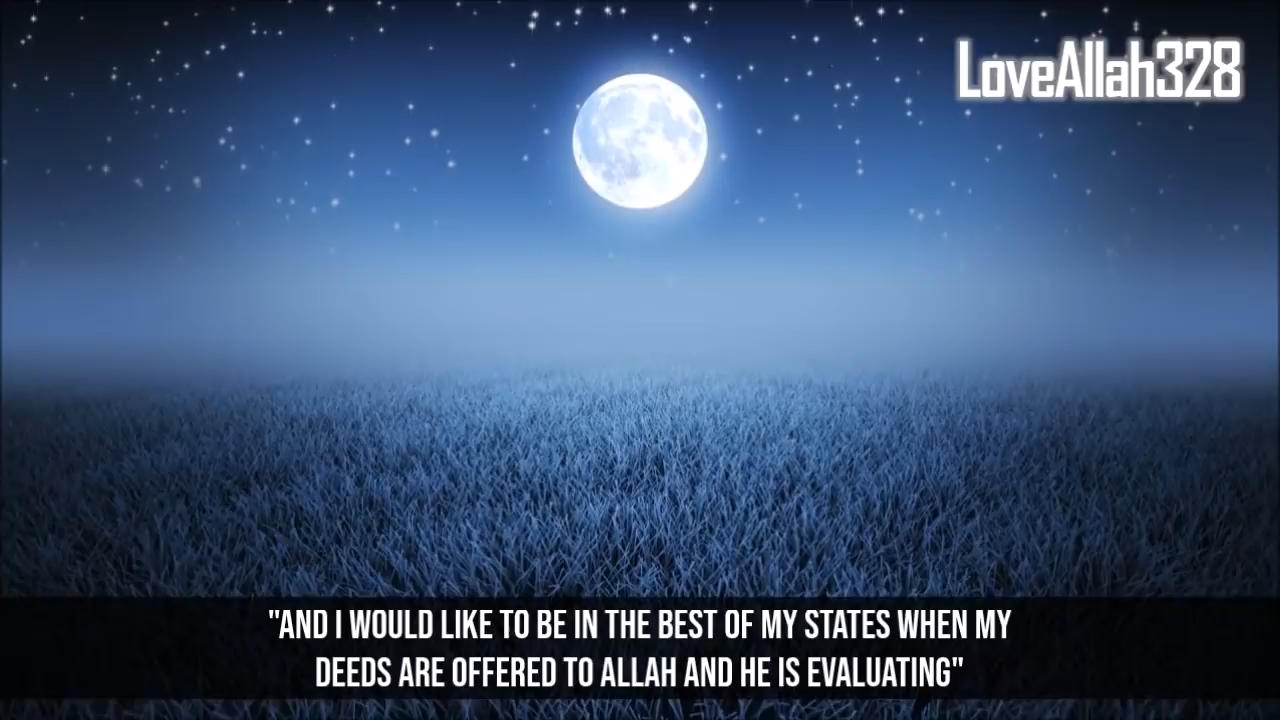 LoveAllah328
"AND I WOULD LIKE TO BE IN THE BEST OF MY STATES WHEN MY
DEEDS ARE OFFERED TO ALLAH AND HE IS EVALUATING"